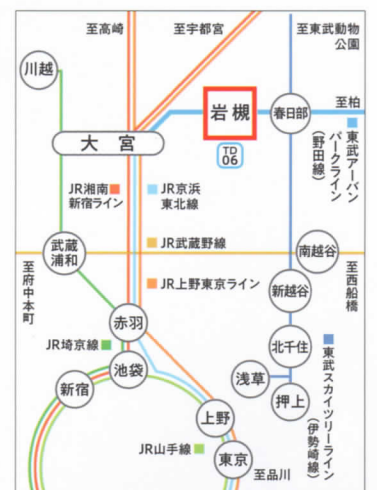 至高崎
至宇都宮
至東武動物
公園
川越
岩槻
TD
06
春日部
至柏
大宮
■東武アーバン
パークライン
(野田線)
JR湘南■
新宿ライン
■JR京浜
東北線
武蔵
浦和
■JR武蔵野線
南越谷
至府中本町
■JR上野東京ライン
新越谷
至西船橋
赤羽
JR埼京線■
池袋
北千住
浅草
押上
■東武スカイツリーライン
(伊勢崎線)
新宿
上野
JR山手線■
東京
至品川